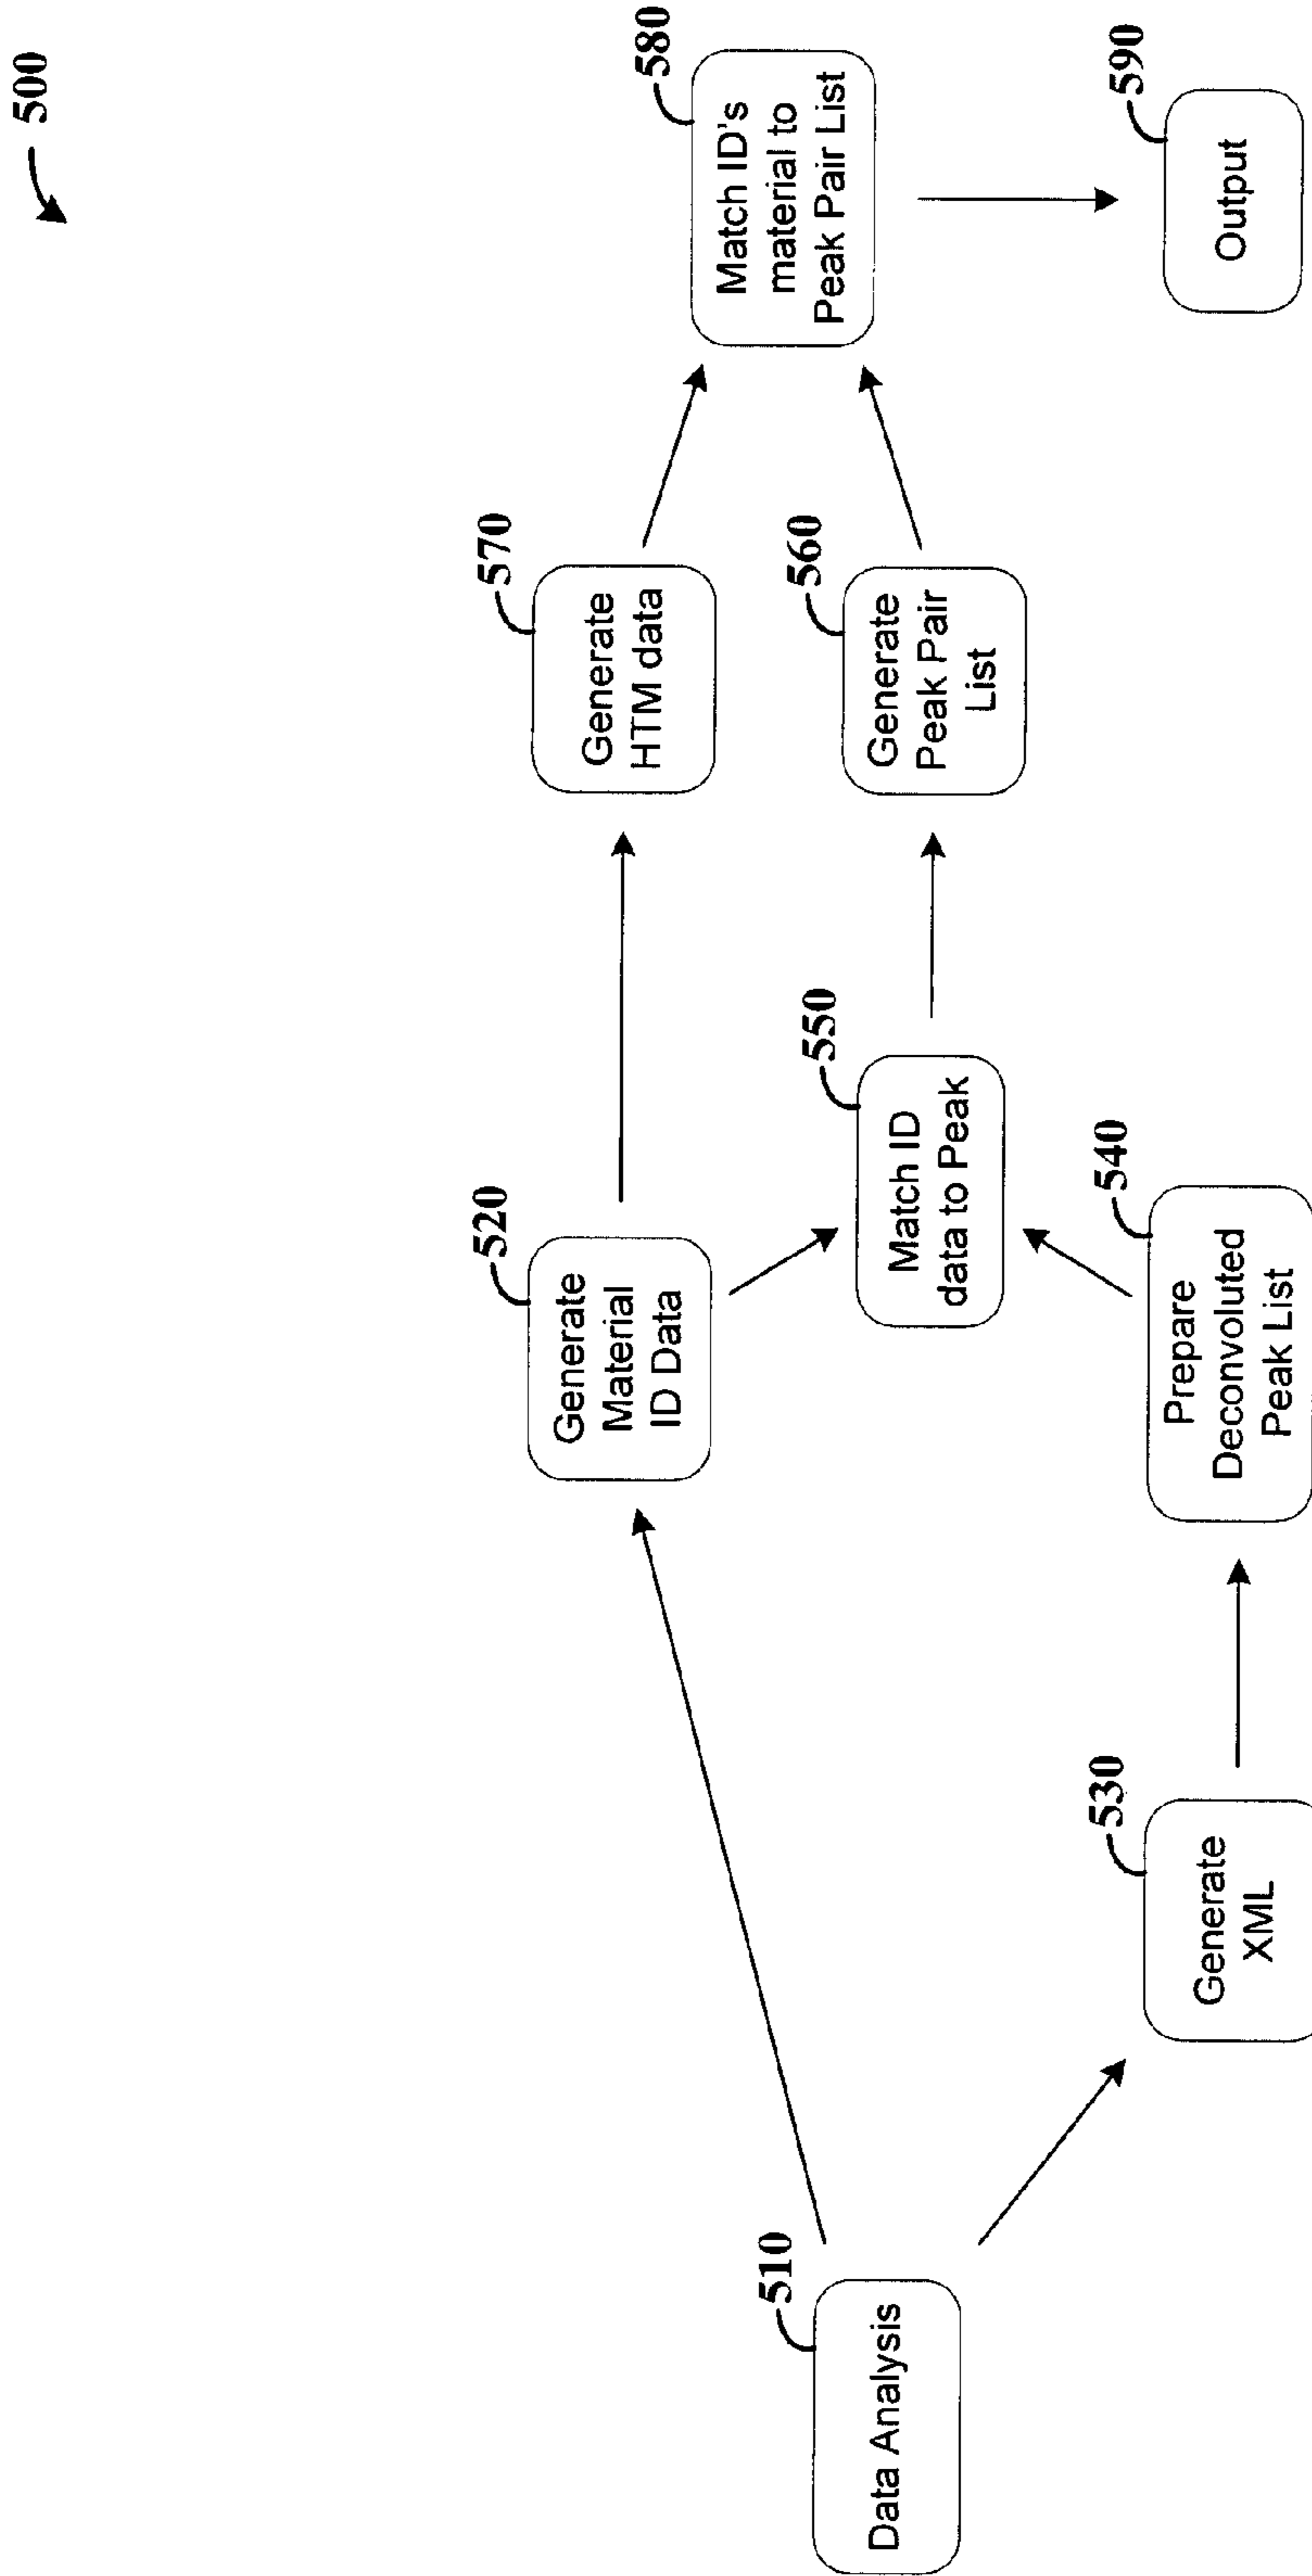 500
510
Data Analysis
520
Generate
Material
ID Data
530
Generate
XML
540
Prepare
Deconvoluted
Peak List
550
Match ID
data to Peak
560
Generate
Peak Pair
List
570
Generate
HTM data
580
Match ID's
material to
Peak Pair List
590
Output